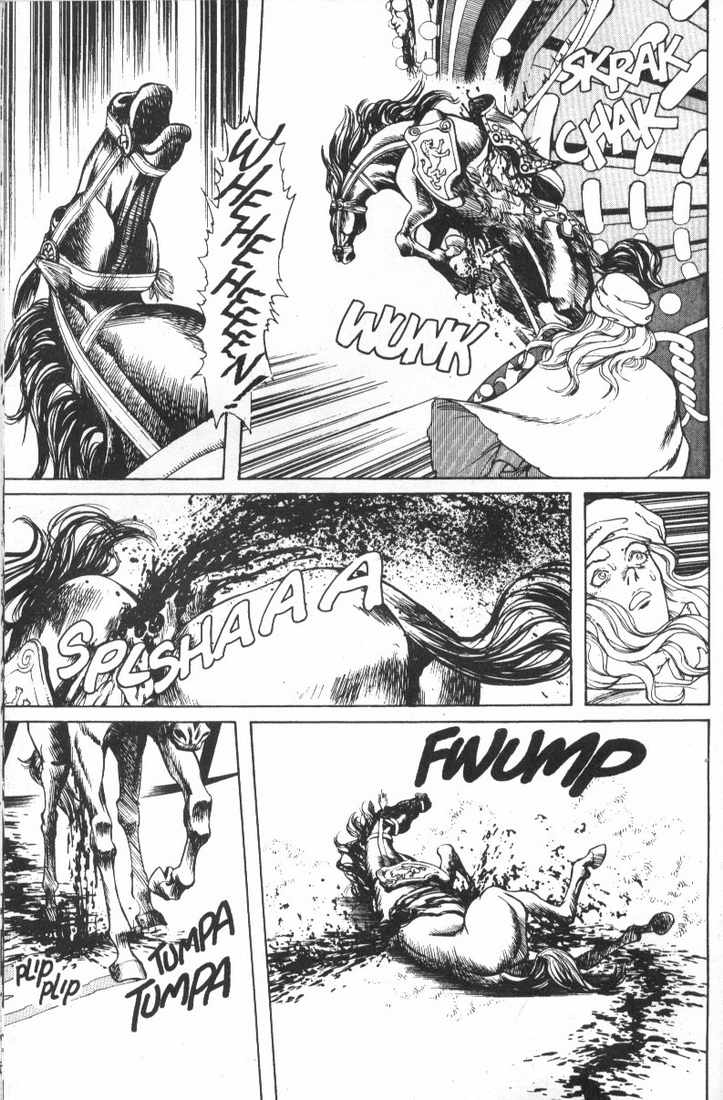 WHEHEHEEEN!
SKRAK
CHAK
WUNK
SPLSHAAAA
FWUMP
PLIP
PLIP
TUMPA
TUMPA